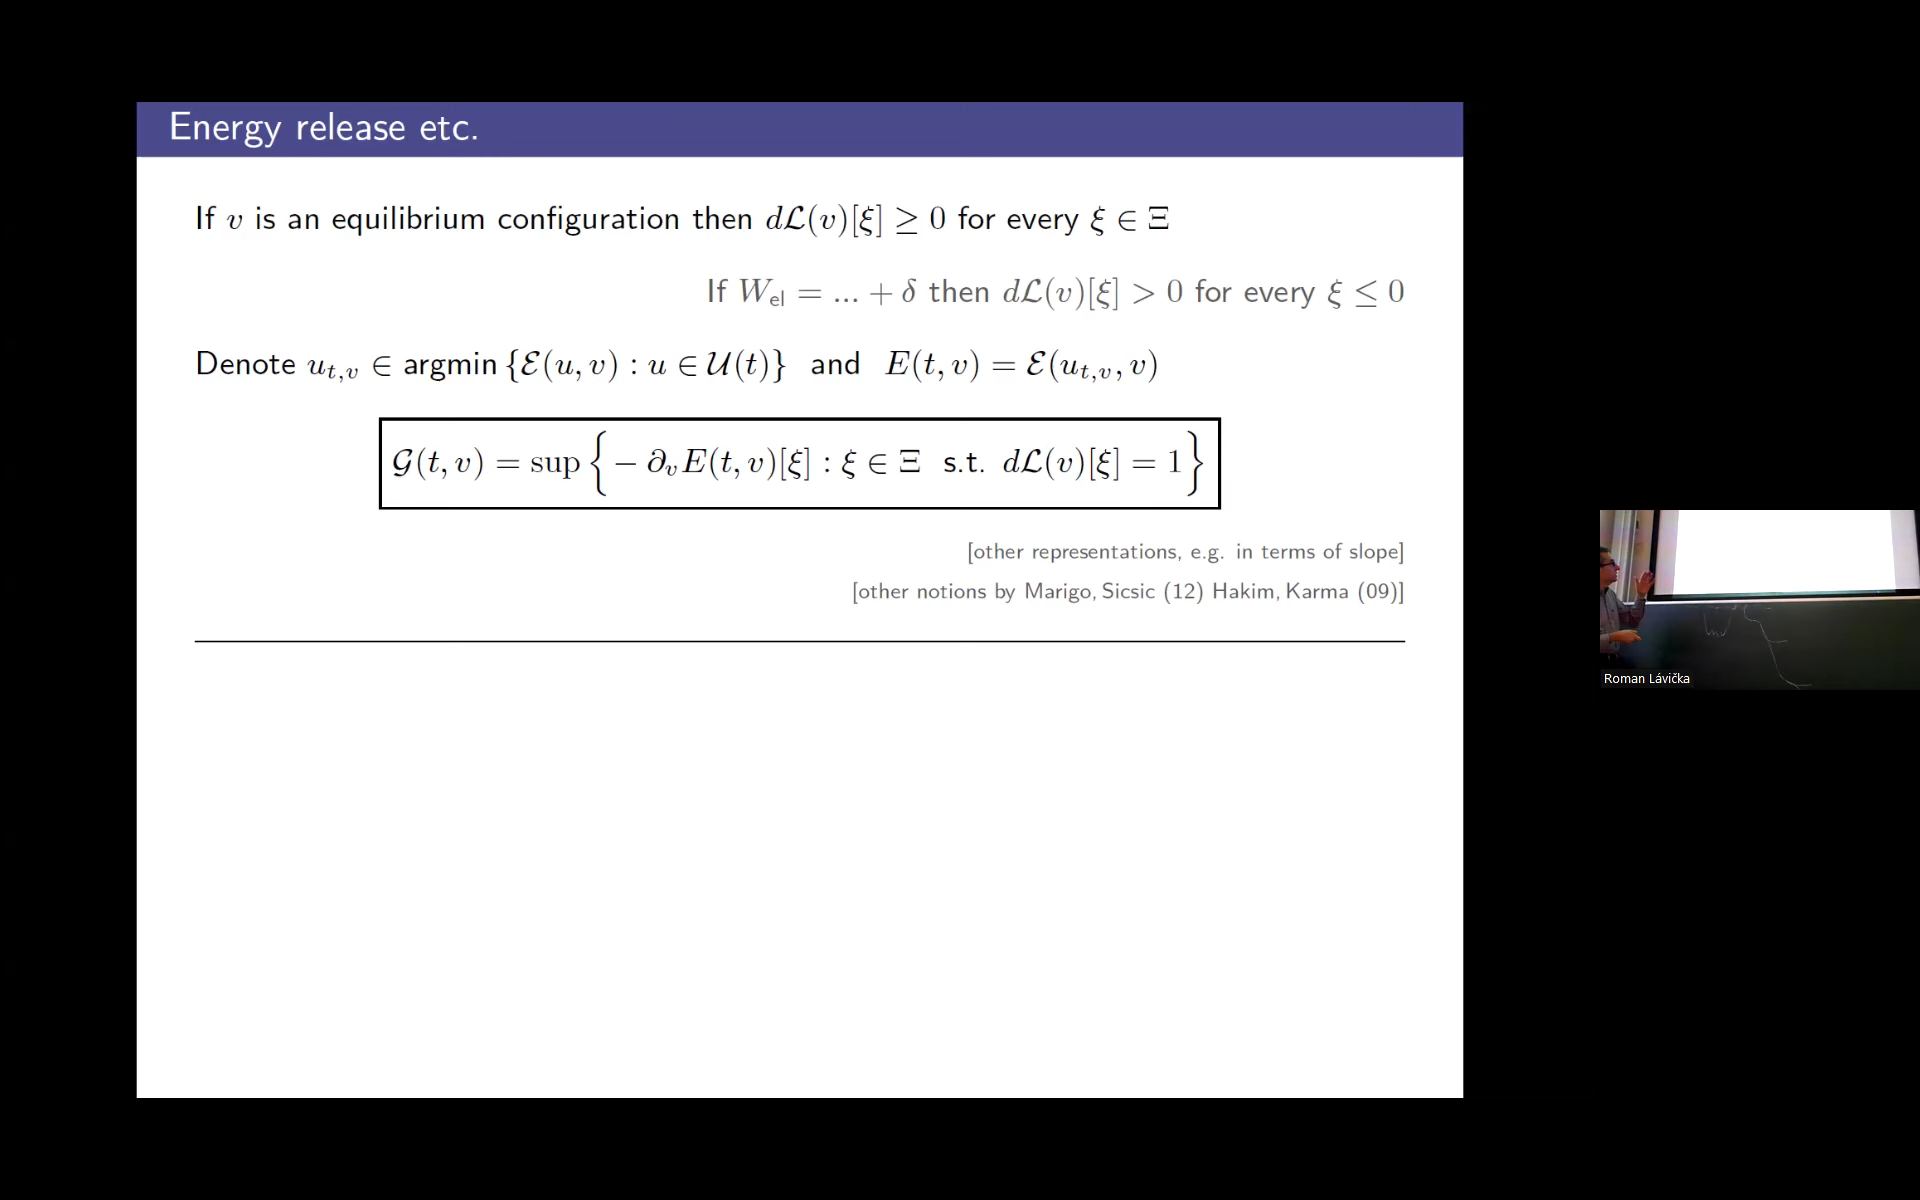 Energy release etc.
If v is an equilibrium configuration then dℒ(v)[ξ] ≥ 0 for every ξ ∈ Ξ
If W_el = ... + δ then dℒ(v)[ξ] > 0 for every ξ ≤ 0
Denote u_{t,v} ∈ argmin {ℰ(u, v) : u ∈ 𝒰(t)} and E(t, v) = ℰ(u_{t,v}, v)
𝒢(t, v) = sup { − ∂_v E(t, v)[ξ] : ξ ∈ Ξ s.t. dℒ(v)[ξ] = 1 }
[other representations, e.g. in terms of slope]
[other notions by Marigo, Sicsic (12) Hakim, Karma (09)]
Roman Lávička